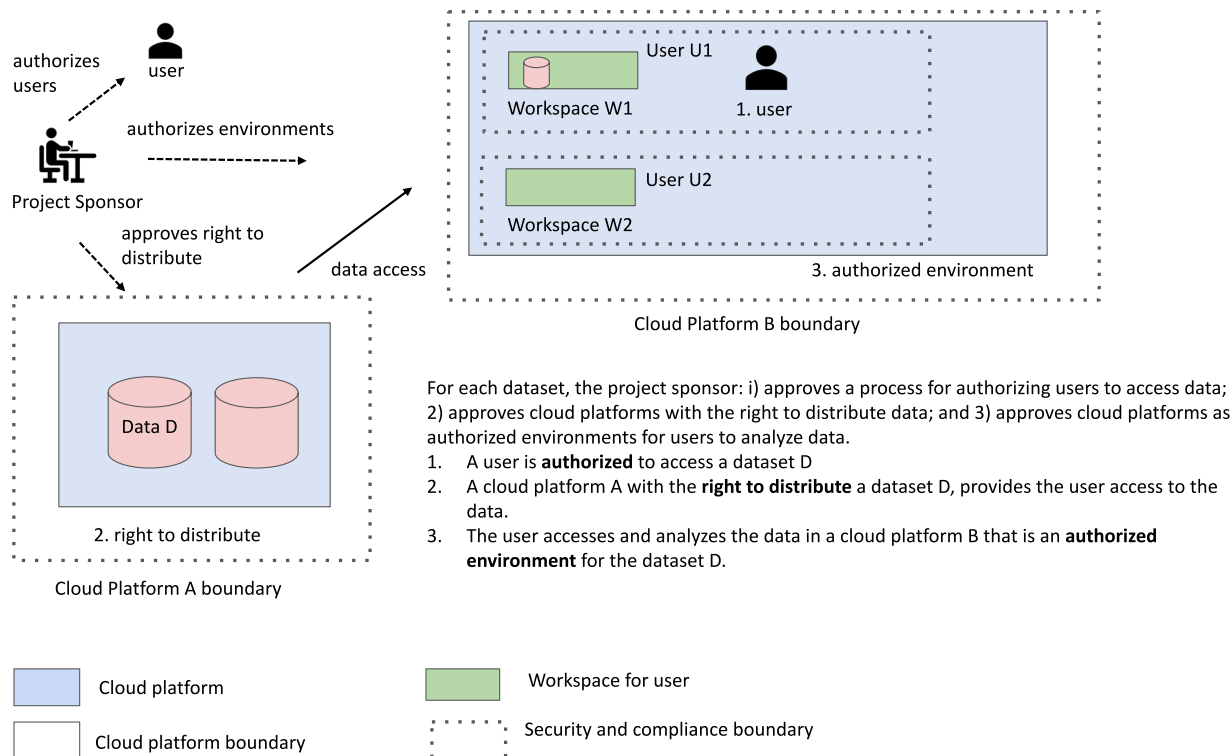 authorizes
users
user
authorizes environments
Project Sponsor
approves right to
distribute
data access
User U1
Workspace W1
1. user
User U2
Workspace W2
3. authorized environment
Cloud Platform B boundary
Data D
2. right to distribute
Cloud Platform A boundary
For each dataset, the project sponsor: i) approves a process for authorizing users to access data;
2) approves cloud platforms with the right to distribute data; and 3) approves cloud platforms as
authorized environments for users to analyze data.
1. A user is authorized to access a dataset D
2. A cloud platform A with the right to distribute a dataset D, provides the user access to the
data.
3. The user accesses and analyzes the data in a cloud platform B that is an authorized
environment for the dataset D.
Cloud platform
Workspace for user
Cloud platform boundary
Security and compliance boundary